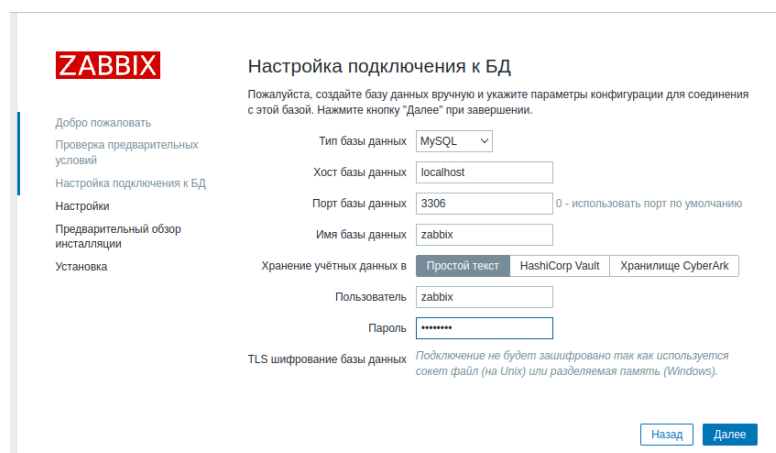 ZABBIX
Добро пожаловать
Проверка предварительных
условий
Настройка подключения к БД
Настройки
Предварительный обзор
инсталляции
Установка
Настройка подключения к БД
Пожалуйста, создайте базу данных вручную и укажите параметры конфигурации для соединения
с этой базой. Нажмите кнопку "Далее" при завершении.
Тип базы данных MySQL
Хост базы данных localhost
Порт базы данных 3306 0 - использовать порт по умолчанию
Имя базы данных zabbix
Хранение учётных данных в Простой текст HashiCorp Vault Хранилище CyberArk
Пользователь zabbix
Пароль ••••••••
TLS шифрование базы данных Подключение не будет зашифровано так как используется
сокет файл (на Unix) или разделяемая память (Windows).
Назад Далее